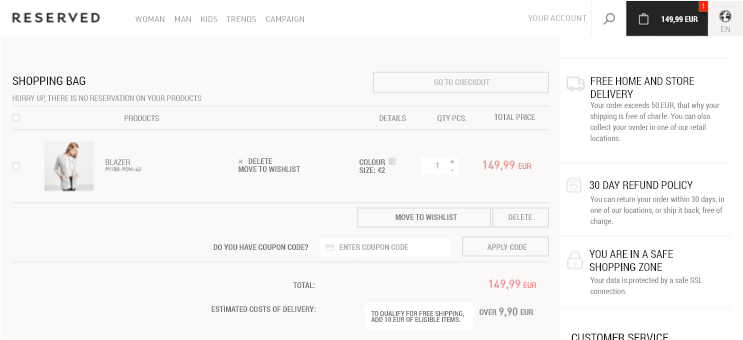 RESERVED
WOMAN MAN KIDS TRENDS CAMPAIGN
YOUR ACCOUNT
1
149,99 EUR
EN
SHOPPING BAG
GO TO CHECKOUT
HURRY UP, THERE IS NO RESERVATION ON YOUR PRODUCTS
PRODUCTS DETAILS QTY PCS. TOTAL PRICE
BLAZER
× DELETE
MOVE TO WISHLIST
COLOUR
SIZE: 42
1
149,99 EUR
MOVE TO WISHLIST DELETE
DO YOU HAVE COUPON CODE? ENTER COUPON CODE APPLY CODE
TOTAL: 149,99 EUR
ESTIMATED COSTS OF DELIVERY:
TO QUALIFY FOR FREE SHIPPING,
ADD 10 EUR OF ELIGIBLE ITEMS.
OVER 9,90 EUR
FREE HOME AND STORE
DELIVERY
Your order exceeds 50 EUR, that why your
shipping is free of charfe. You can also
collect your ovrder in one of our retail
locations.
30 DAY REFUND POLICY
You can return your order within 30 days, in
one of our locations, or ship it back, free of
charge.
YOU ARE IN A SAFE
SHOPPING ZONE
Your data is protected by a safe SSL
connection.
CUSTOMER SERVICE